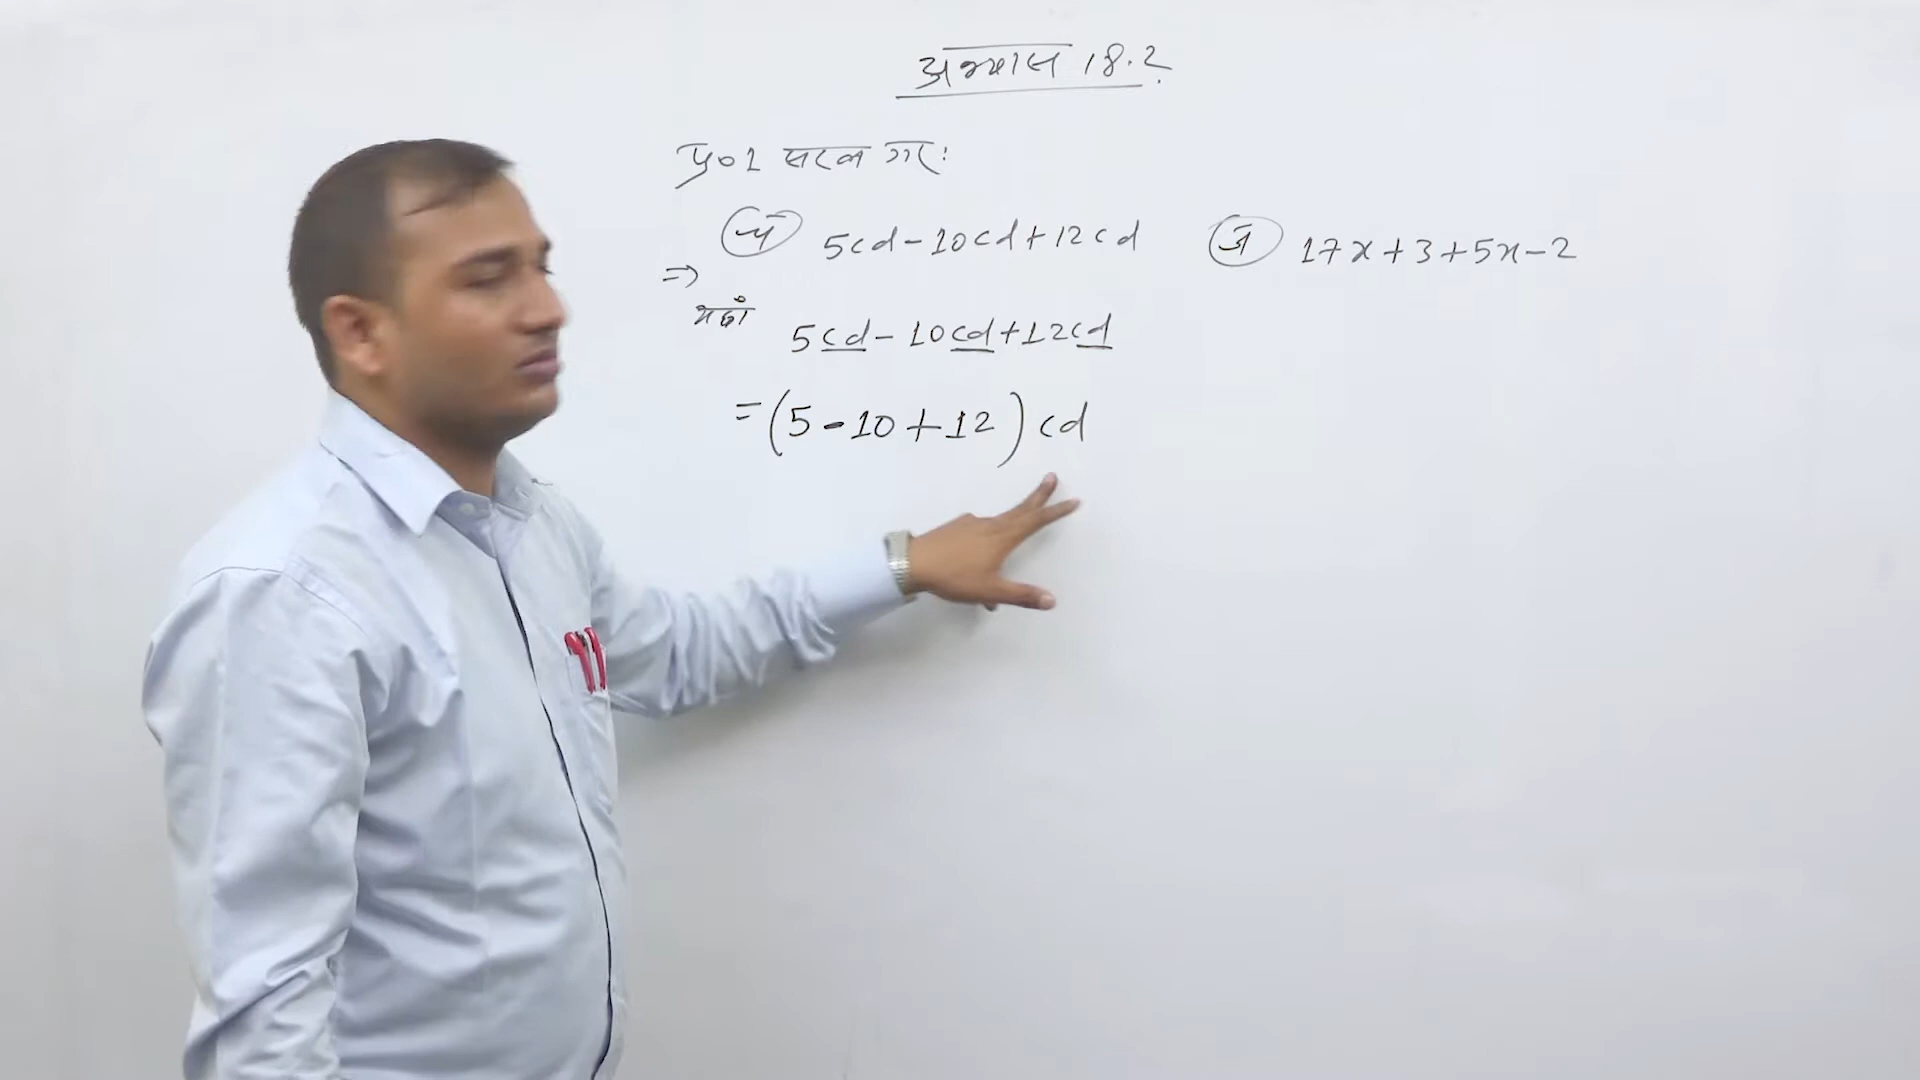 अभ्यास 18.2
प्र०1 सरल गर:
घ 5cd-10cd+12cd
ज 17x+3+5x-2
=>
यहाँ 5cd-10cd+12cd
=(5-10+12)cd